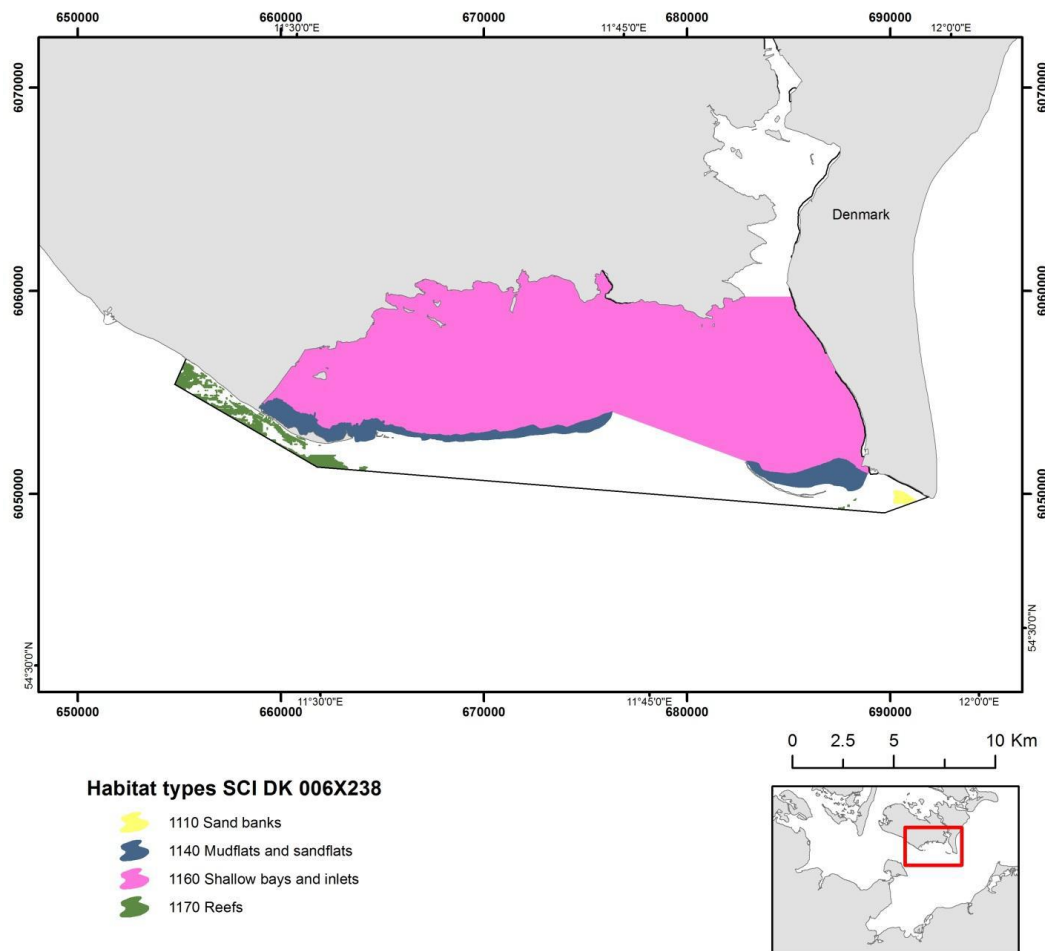 650000 660000 670000 680000 690000
11°30'0"E 11°45'0"E 12°0'0"E
6070000 6070000
Denmark
6060000 6060000
6050000 6050000
54°30'0"N 54°30'0"N
650000 660000 670000 680000 690000
11°30'0"E 11°45'0"E 12°0'0"E
0 2.5 5 10 Km
Habitat types SCI DK 006X238
1110 Sand banks
1140 Mudflats and sandflats
1160 Shallow bays and inlets
1170 Reefs